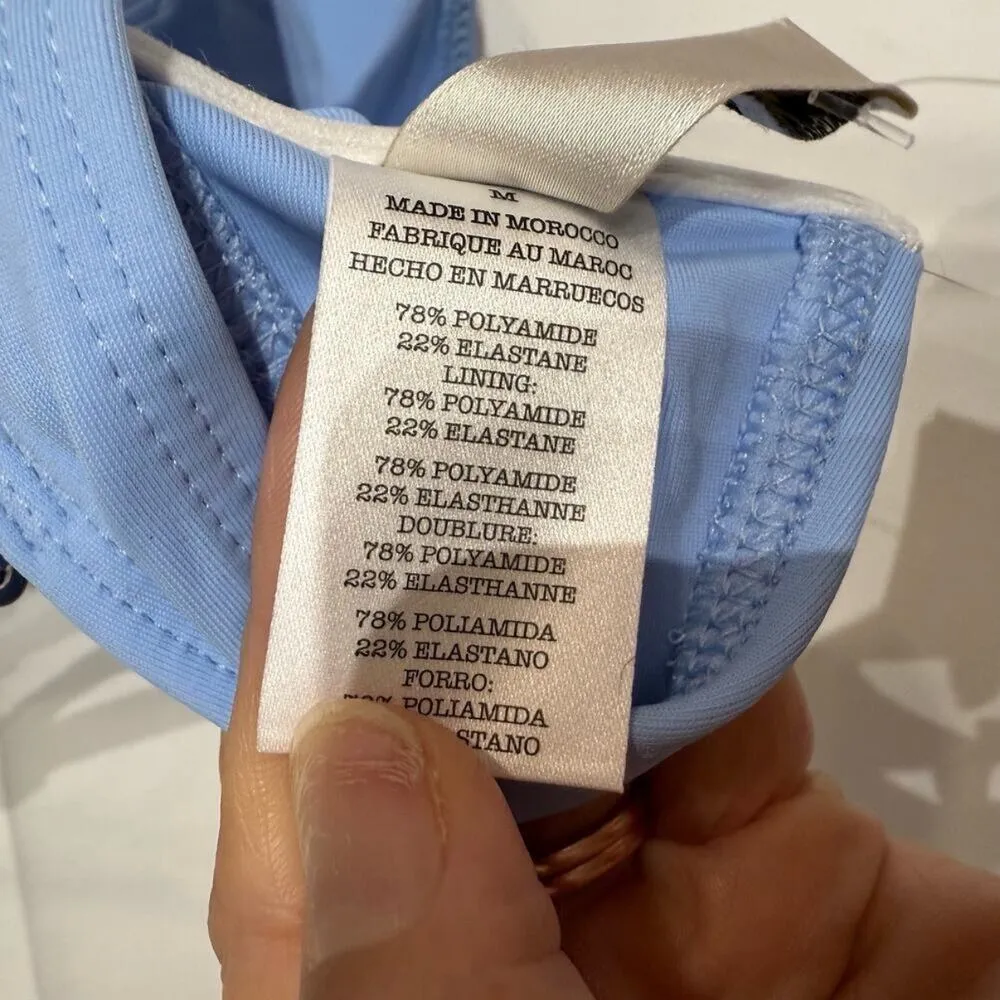 M
MADE IN MOROCCO
FABRIQUE AU MAROC
HECHO EN MARRUECOS
78% POLYAMIDE
22% ELASTANE
LINING:
78% POLYAMIDE
22% ELASTANE
78% POLYAMIDE
22% ELASTHANNE
DOUBLURE:
78% POLYAMIDE
22% ELASTHANNE
78% POLIAMIDA
22% ELASTANO
FORRO:
POLIAMIDA